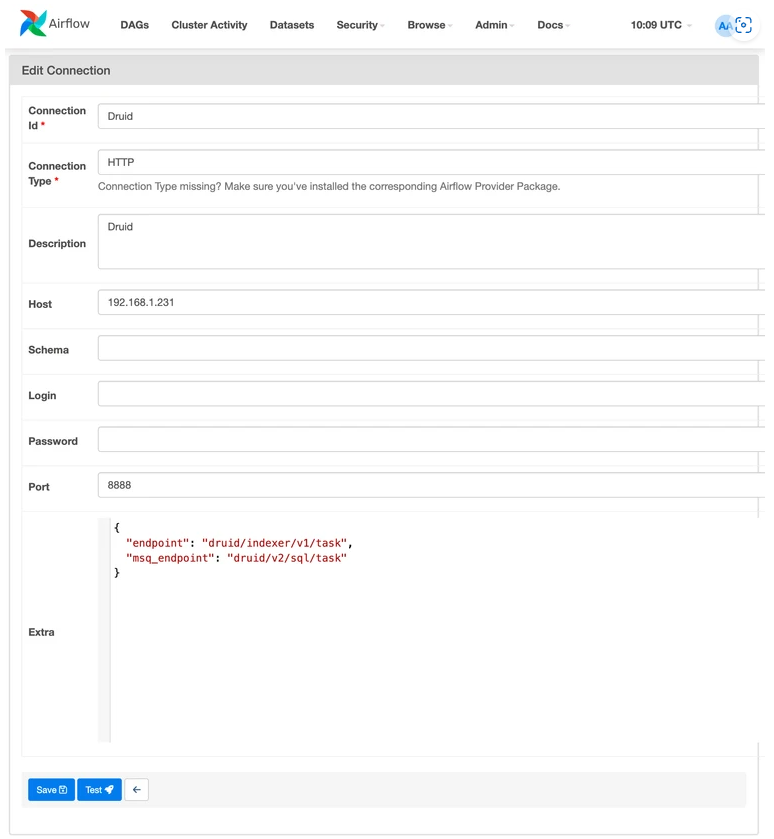 Airflow DAGs Cluster Activity Datasets Security Browse Admin Docs 10:09 UTC AA
Edit Connection
Connection
Id *
Druid
Connection
Type *
HTTP
Connection Type missing? Make sure you've installed the corresponding Airflow Provider Package.
Description
Druid
Host
192.168.1.231
Schema
Login
Password
Port
8888
Extra
{
"endpoint": "druid/indexer/v1/task",
"msq_endpoint": "druid/v2/sql/task"
}
Save Test